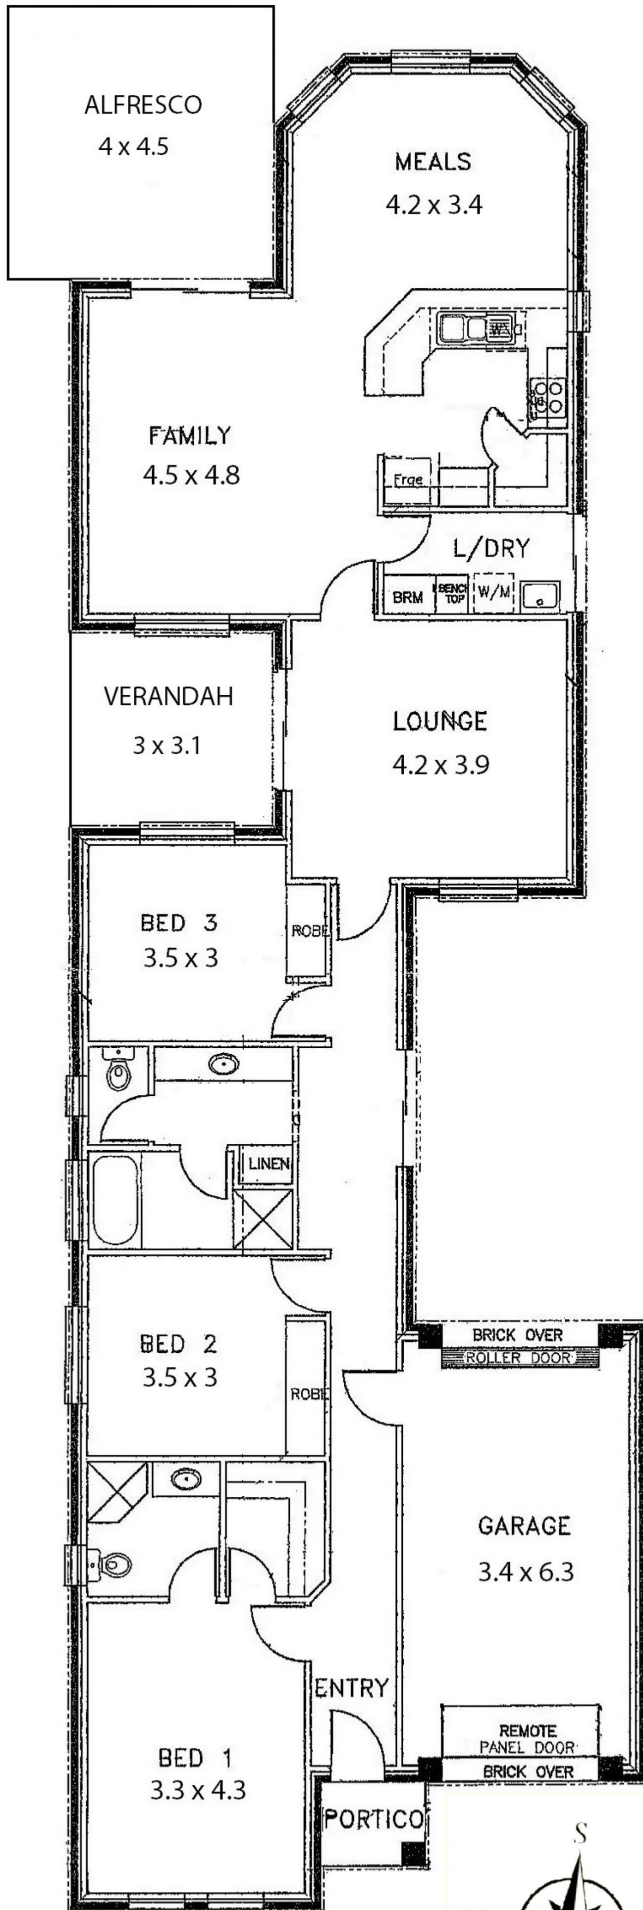 ALFRESCO
4 x 4.5
MEALS
4.2 x 3.4
FAMILY
4.5 x 4.8
Frge
L/DRY
BRM
BENCH
TOP
W/M
VERANDAH
3 x 3.1
LOUNGE
4.2 x 3.9
BED 3
3.5 x 3
ROBE
LINEN
BED 2
3.5 x 3
ROBE
BRICK OVER
ROLLER DOOR
GARAGE
3.4 x 6.3
ENTRY
REMOTE
PANEL DOOR
BRICK OVER
BED 1
3.3 x 4.3
PORTICO
S